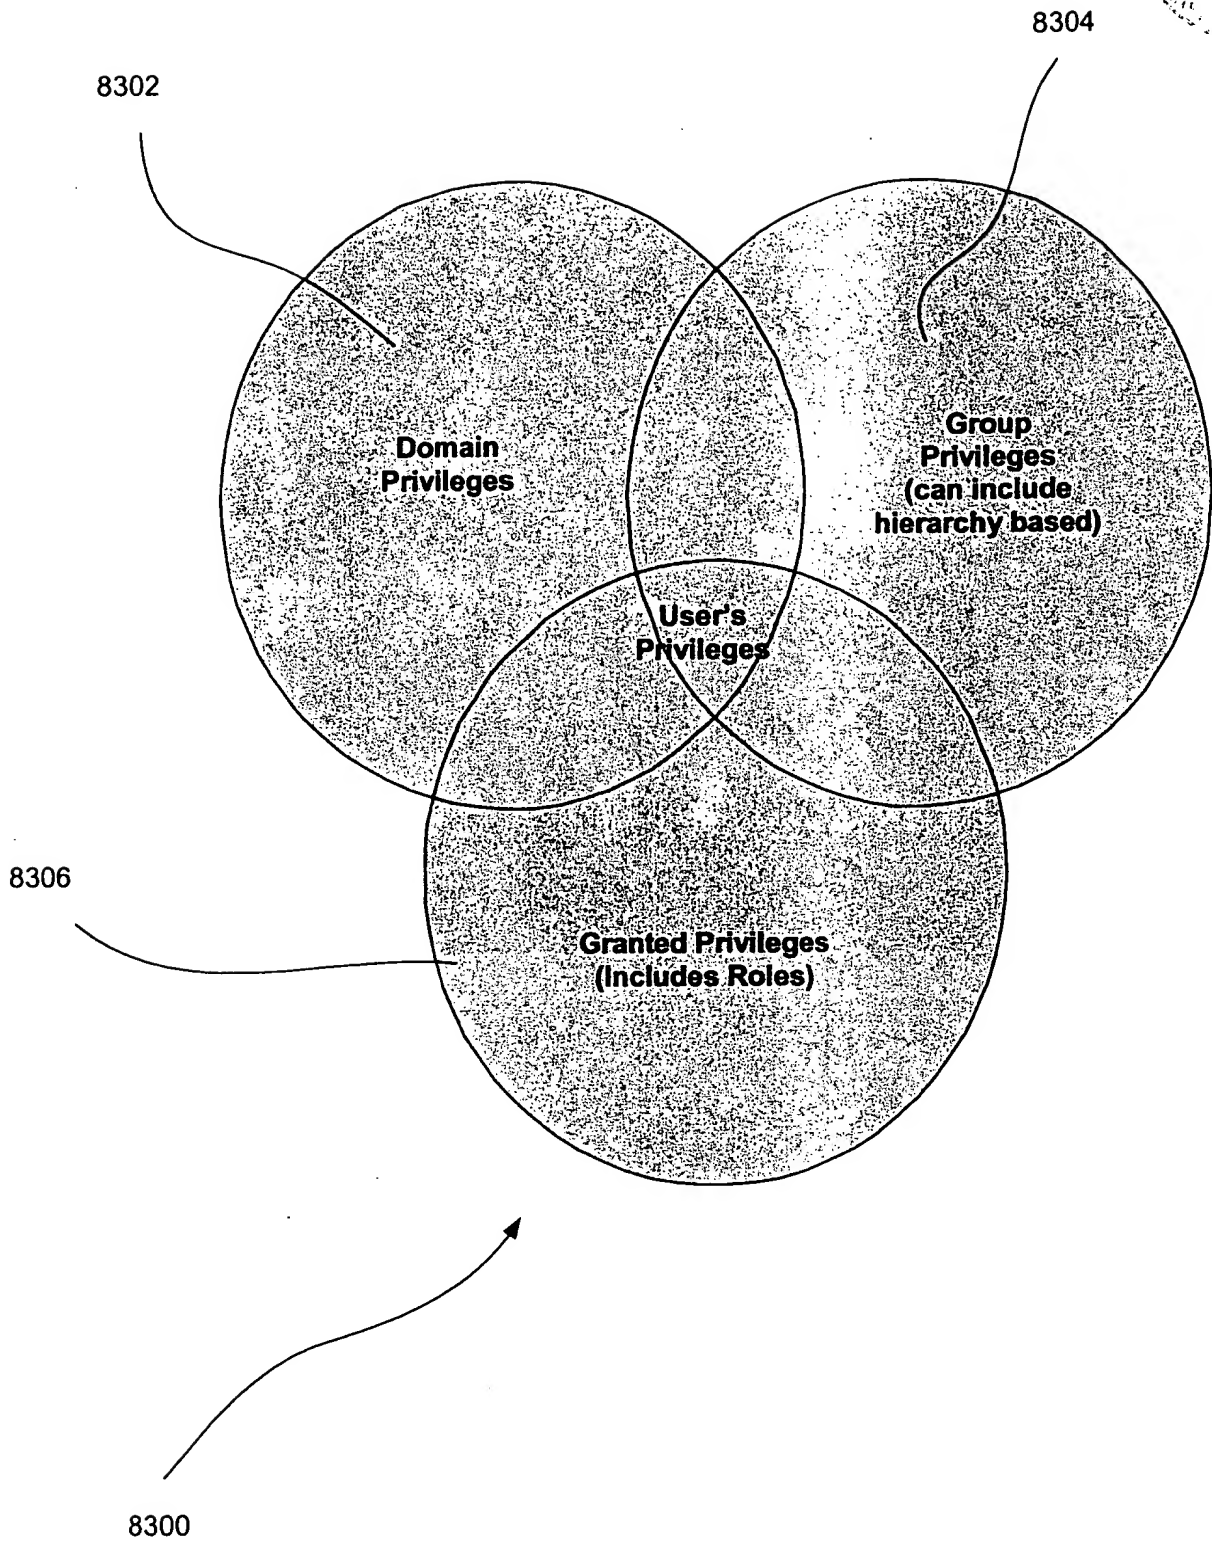 8304
8302
Domain
Privileges
Group
Privileges
(can include
hierarchy based)
User's
Privileges
8306
Granted Privileges
(Includes Roles)
8300